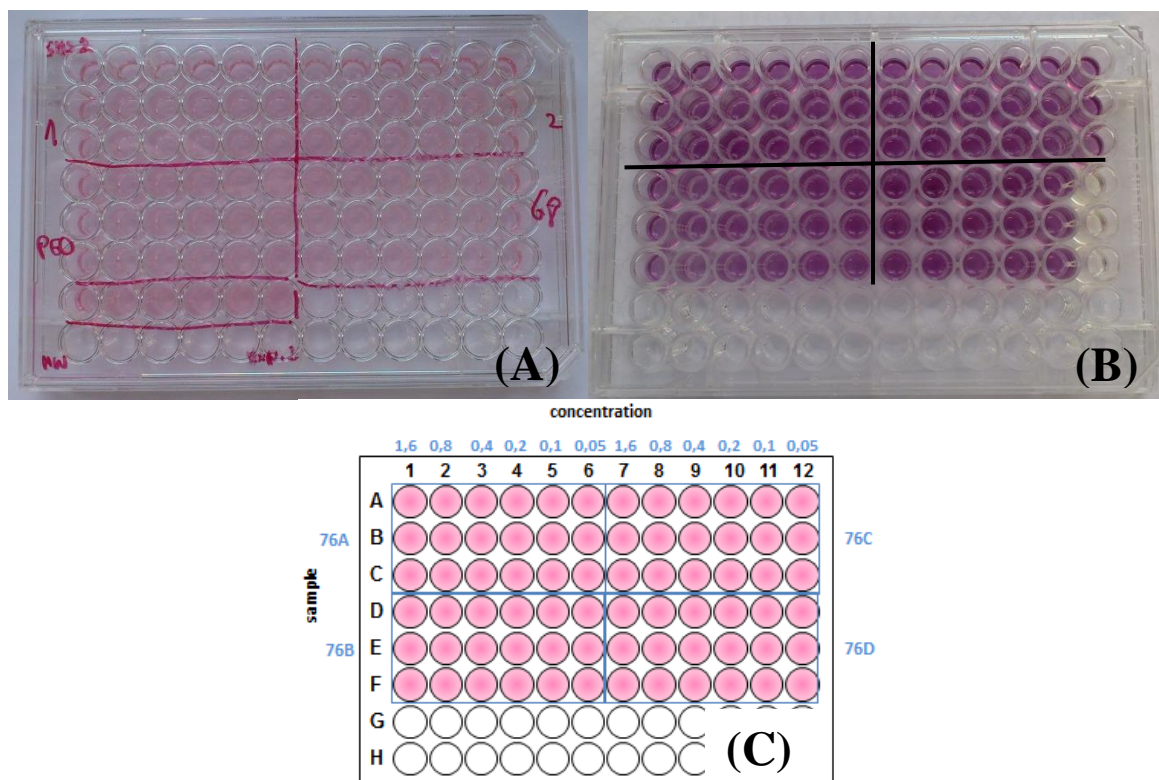 1
2
PEO
68
(A)
(B)
concentration
1,6 0,8 0,4 0,2 0,1 0,05 1,6 0,8 0,4 0,2 0,1 0,05
1 2 3 4 5 6 7 8 9 10 11 12
A
B
76A
76C
C
sample
D
E
76B
76D
F
G
H
(C)